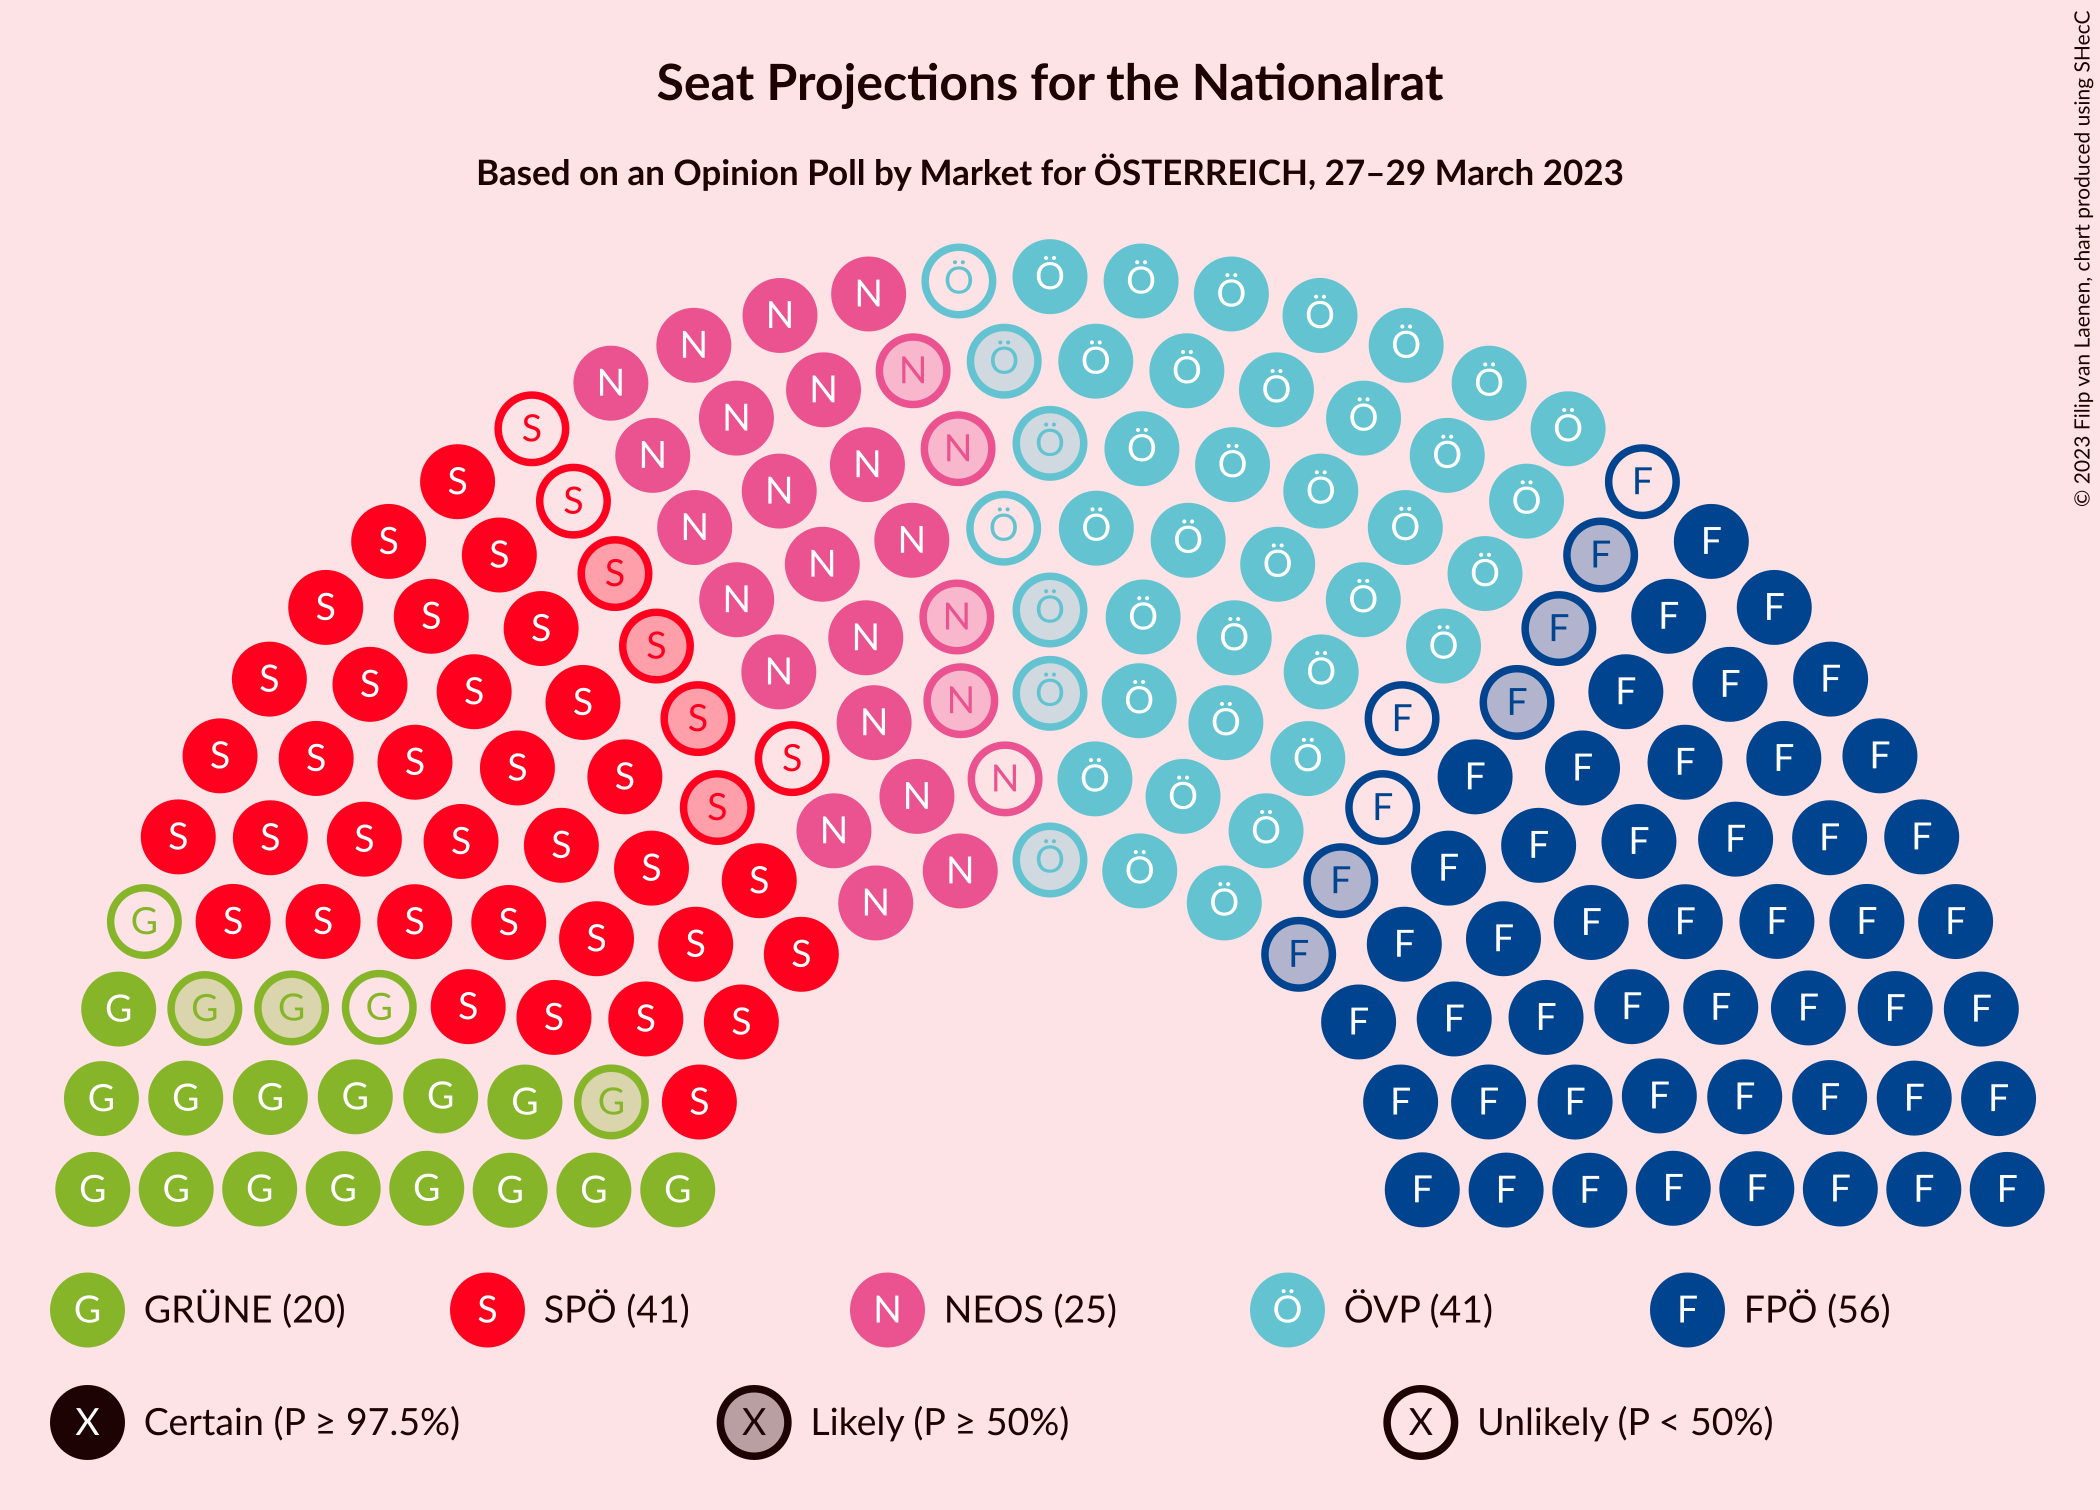 Seat Projections for the Nationalrat
Based on an Opinion Poll by Market for ÖSTERREICH, 27–29 March 2023
© 2023 Filip van Laenen, chart produced using SHecC
G GRÜNE (20) S SPÖ (41) N NEOS (25) Ö ÖVP (41) F FPÖ (56)
X Certain (P ≥ 97.5%) X Likely (P ≥ 50%) X Unlikely (P < 50%)